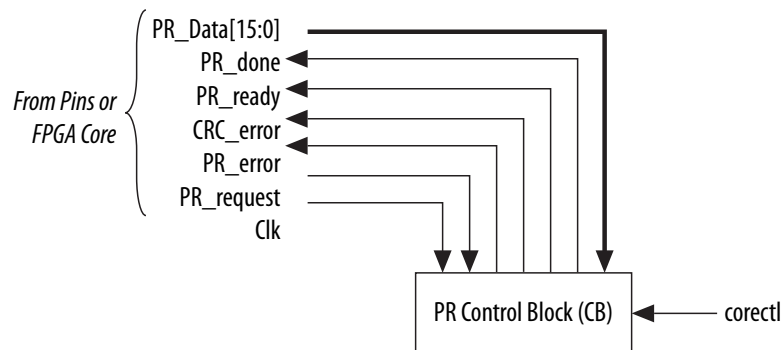 PR_Data[15:0]
PR_done
From Pins or
FPGA Core
PR_ready
CRC_error
PR_error
PR_request
Clk
PR Control Block (CB)
corectl